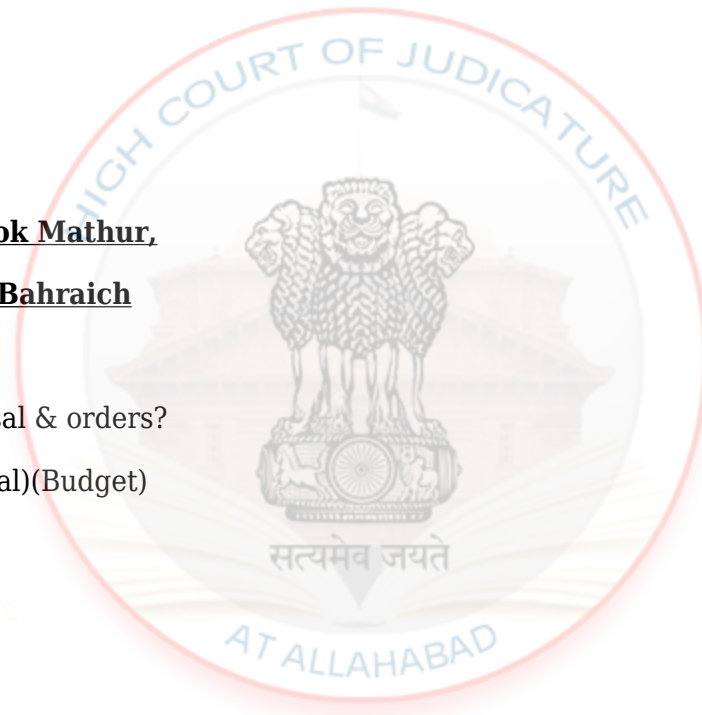 HIGH COURT OF JUDICATURE
ok Mathur,
Bahraich
al & orders?
al)(Budget)
सत्यमेव जयते
AT ALLAHABAD